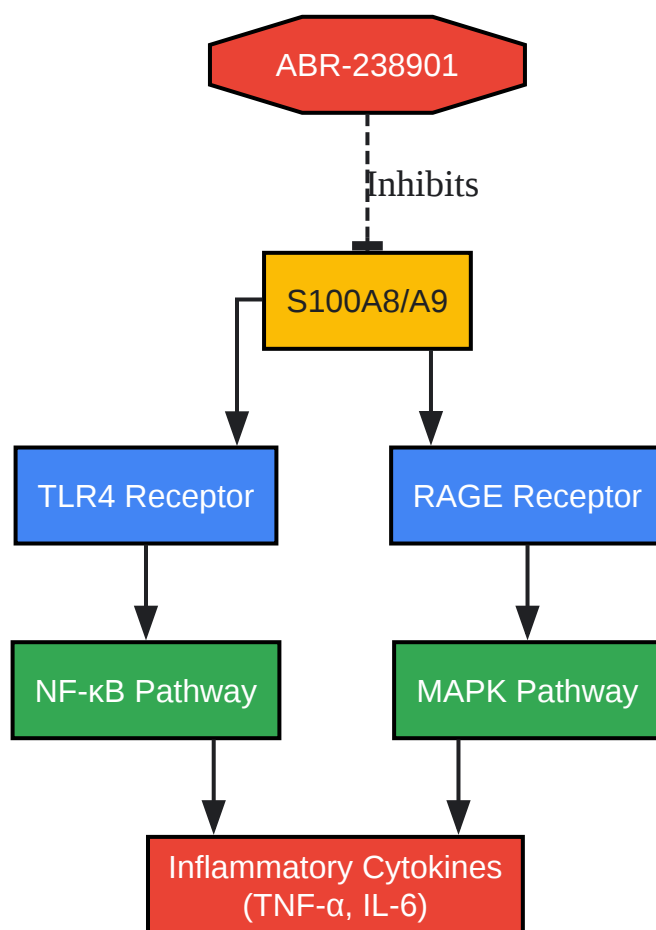 ABR-238901
Inhibits
S100A8/A9
TLR4 Receptor
RAGE Receptor
NF-κB Pathway
MAPK Pathway
Inflammatory Cytokines
(TNF-α, IL-6)